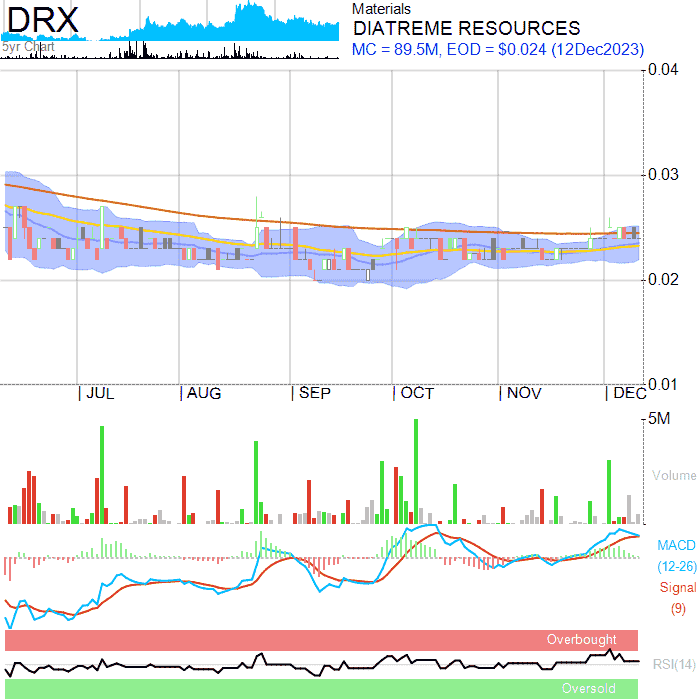 DRX
5yr Chart
Materials
DIATREME RESOURCES
MC = 89.5M, EOD = $0.024 (12Dec2023)
0.04
0.03
0.02
0.01
JUL
AUG
SEP
OCT
NOV
DEC
5M
Volume
MACD
(12-26)
Signal
(9)
Overbought
RSI(14)
Oversold